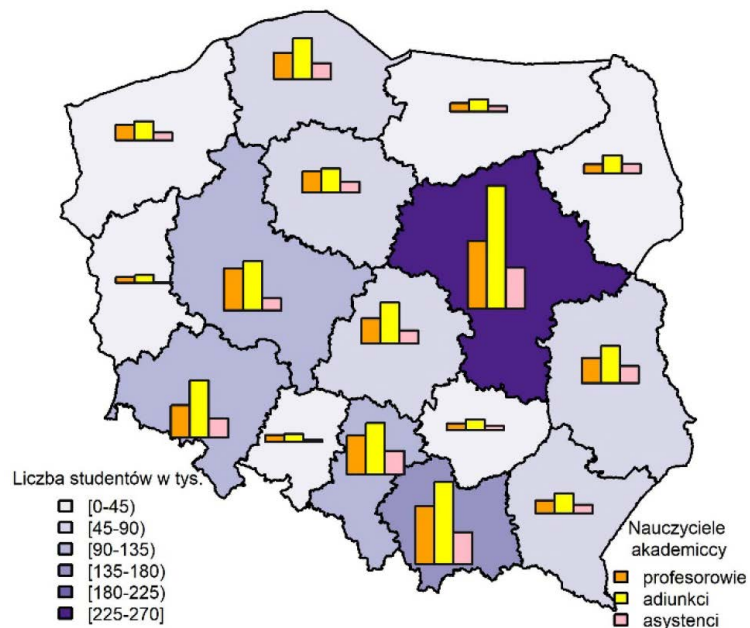 Liczba studentów w tys.
[0-45)
[45-90)
[90-135)
[135-180)
[180-225)
[225-270]
Nauczyciele
akademiccy
profesorowie
adiunkci
asystenci